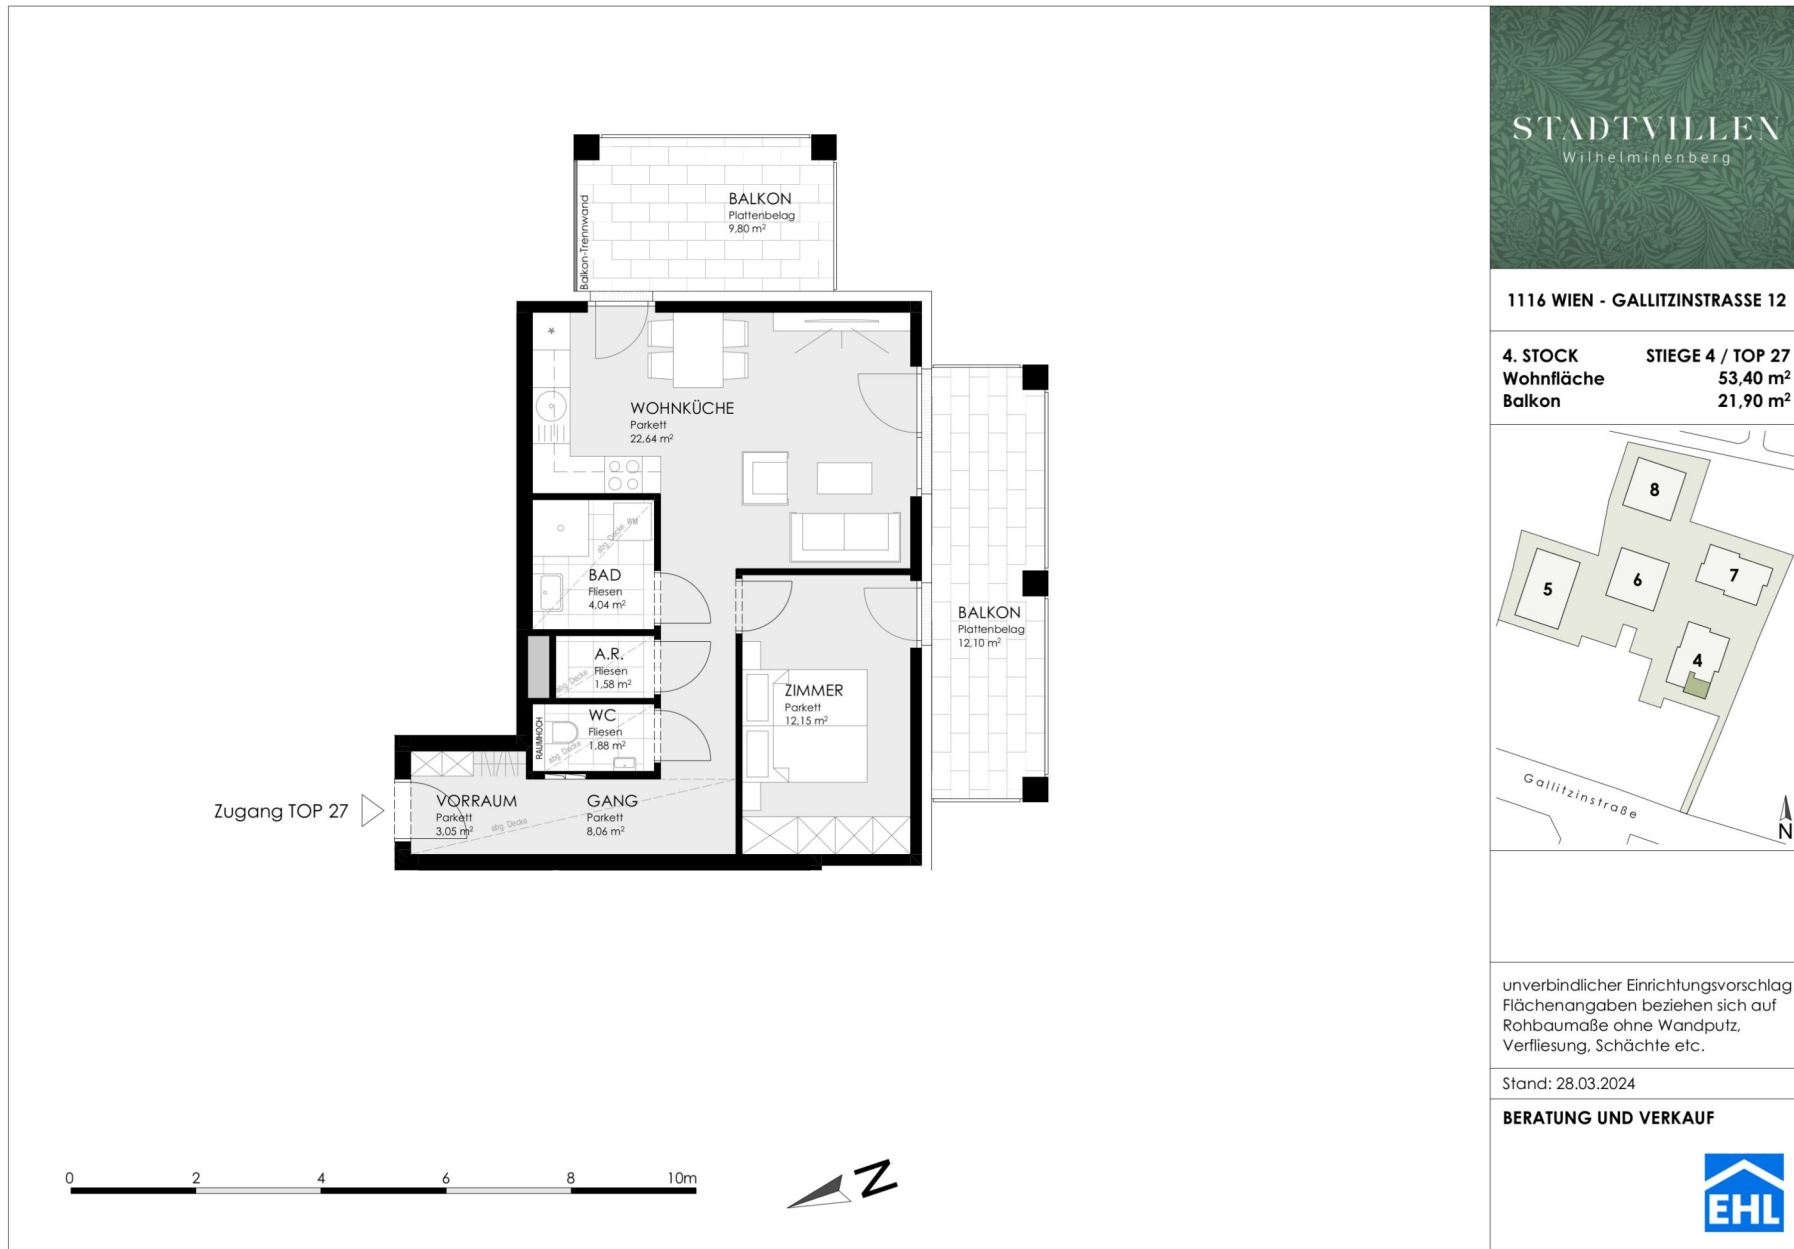 BALKON
Plattenbelag
9,80 m²
Balkon-Trennwand
*
WOHNKÜCHE
Parkett
22,64 m²
WM
abg. Decke
BAD
Fliesen
4,04 m²
A.R.
Fliesen
1,58 m²
abg. Decke
WC
Fliesen
1,88 m²
abg. Decke
RAUMHOCH
ZIMMER
Parkett
12,15 m²
BALKON
Plattenbelag
12,10 m²
Zugang TOP 27
VORRAUM
Parkett
3,05 m²
abg. Decke
GANG
Parkett
8,06 m²
0 2 4 6 8 10m
N
STADTVILLEN
Wilhelminenberg
1116 WIEN - GALLITZINSTRASSE 12
4. STOCK STIEGE 4 / TOP 27
Wohnfläche 53,40 m²
Balkon 21,90 m²
8
7
6
5
4
Gallitzinstraße
N
unverbindlicher Einrichtungsvorschlag
Flächenangaben beziehen sich auf
Rohbaumaße ohne Wandputz,
Verfliesung, Schächte etc.
Stand: 28.03.2024
BERATUNG UND VERKAUF
EHL